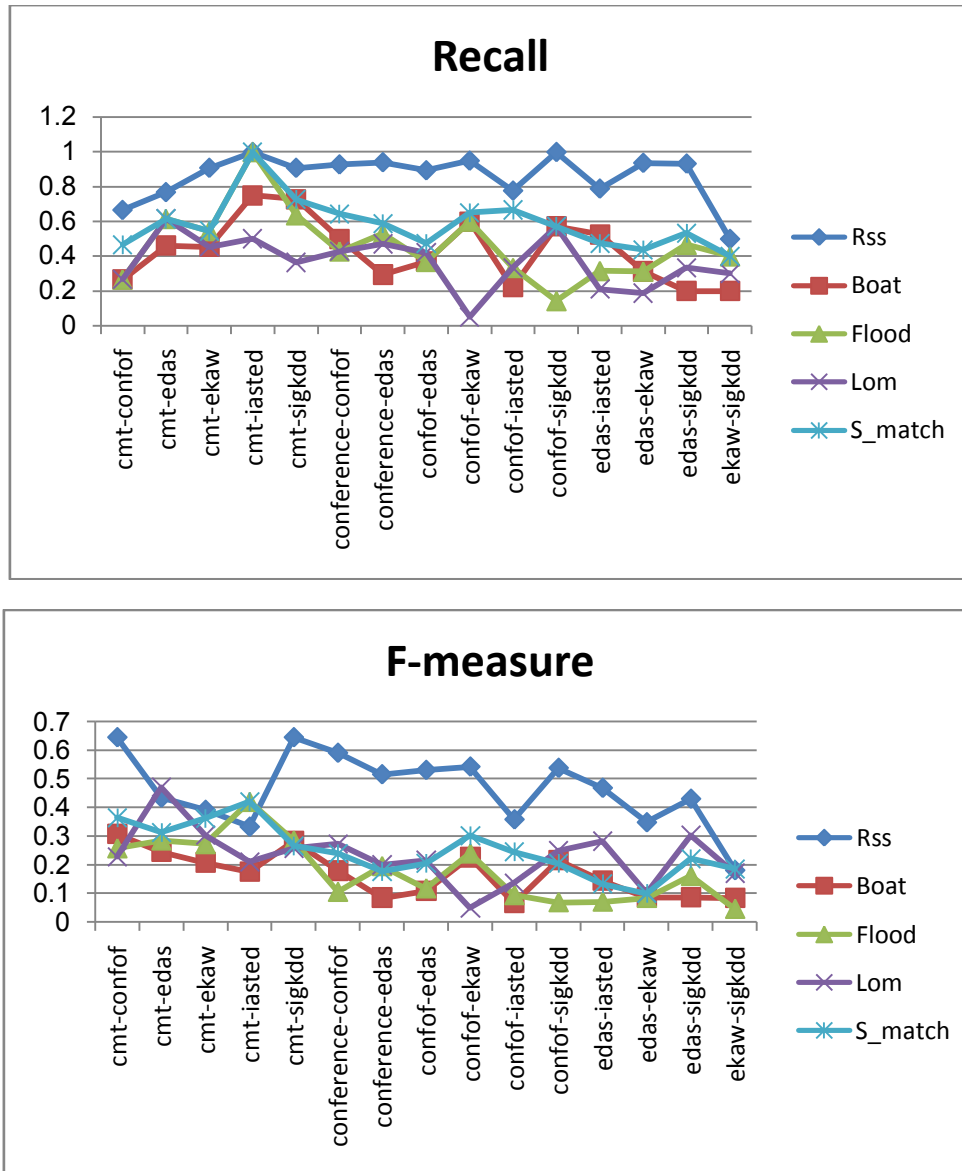 Recall
1.2
1
0.8
0.6
0.4
0.2
0
cmt-confof
cmt-edas
cmt-ekaw
cmt-iasted
cmt-sigkdd
conference-confof
conference-edas
confof-edas
confof-ekaw
confof-iasted
confof-sigkdd
edas-iasted
edas-ekaw
edas-sigkdd
ekaw-sigkdd
Rss
Boat
Flood
Lom
S_match
F-measure
0.7
0.6
0.5
0.4
0.3
0.2
0.1
0
cmt-confof
cmt-edas
cmt-ekaw
cmt-iasted
cmt-sigkdd
conference-confof
conference-edas
confof-edas
confof-ekaw
confof-iasted
confof-sigkdd
edas-iasted
edas-ekaw
edas-sigkdd
ekaw-sigkdd
Rss
Boat
Flood
Lom
S_match